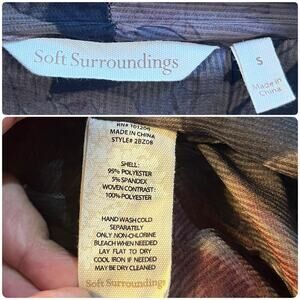 Soft Surroundings
S
Made in
China
RN# 101206
MADE IN CHINA
STYLE# 2BZ08
SHELL:
95% POLYESTER
5% SPANDEX
WOVEN CONTRAST:
100% POLYESTER
HAND WASH COLD
SEPARATELY
ONLY NON-CHLORINE
BLEACH WHEN NEEDED
LAY FLAT TO DRY
COOL IRON IF NEEDED
MAY BE DRY CLEANED
Soft Surroundings